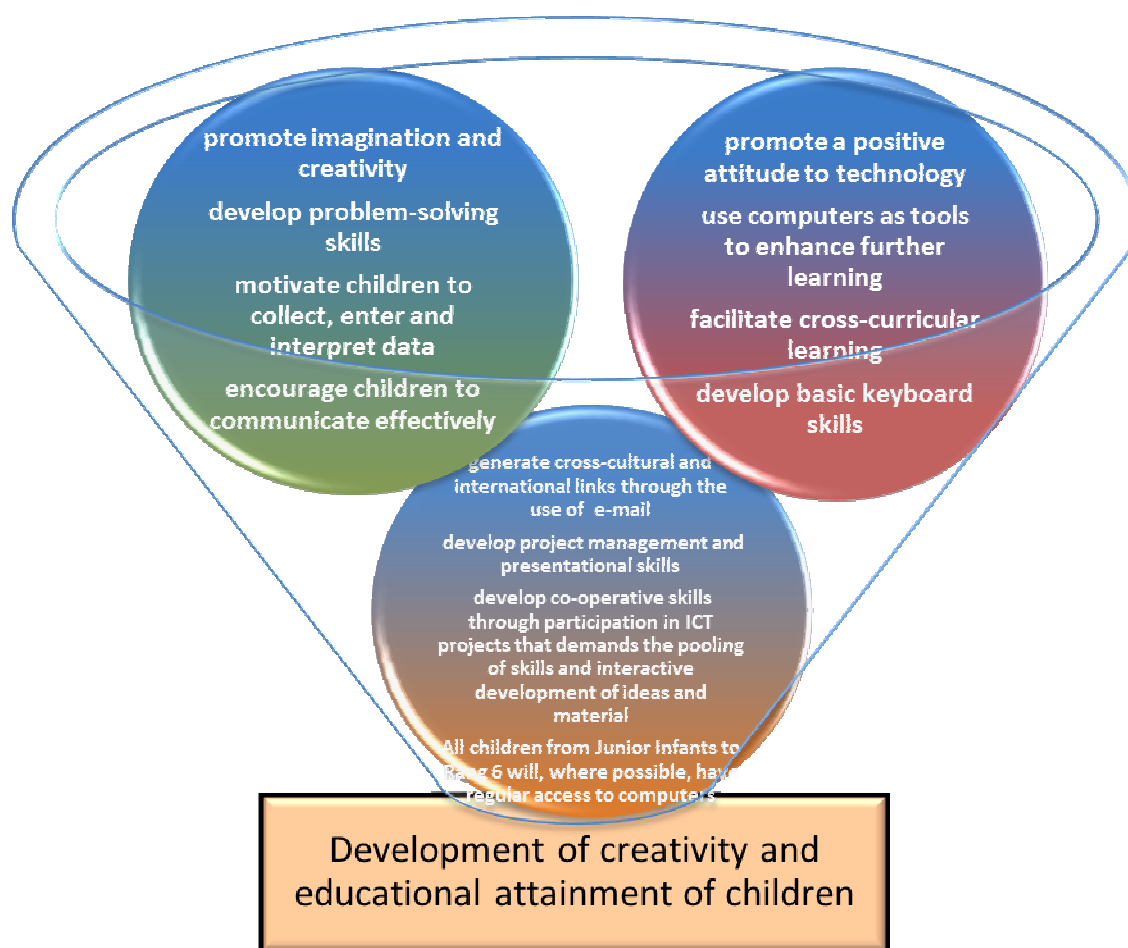 promote imagination and
creativity
develop problem-solving
skills
motivate children to
collect, enter and
interpret data
encourage children to
communicate effectively
promote a positive
attitude to technology
use computers as tools
to enhance further
learning
facilitate cross-curricular
learning
develop basic keyboard
skills
generate cross-cultural and
international links through the
use of e-mail
develop project management and
presentational skills
develop co-operative skills
through participation in ICT
projects that demands the pooling
of skills and interactive
development of ideas and
material
All children from Junior Infants to
Rang 6 will, where possible, have
regular access to computers
Development of creativity and
educational attainment of children